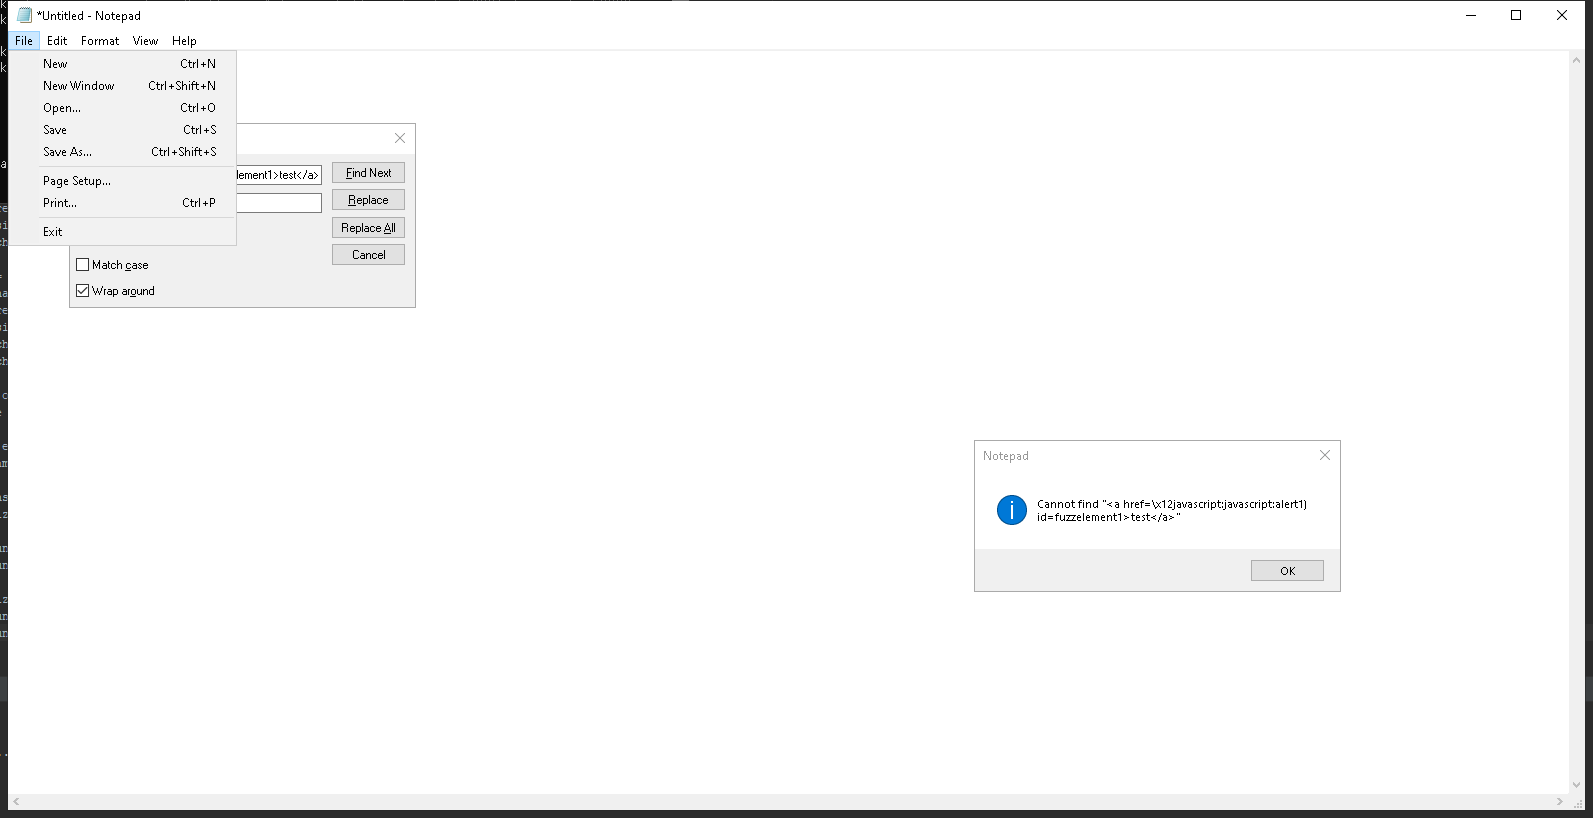 *Untitled - Notepad
File Edit Format View Help
New Ctrl+N
New Window Ctrl+Shift+N
Open... Ctrl+O
Save Ctrl+S
Save As... Ctrl+Shift+S
Page Setup...
Print... Ctrl+P
Exit
lement1>test</a>
Find Next
Replace
Replace All
Cancel
Match case
Wrap around
Notepad
Cannot find "<a href=\x12javascript:javascript:alert1)
id=fuzzelement1>test</a>"
OK